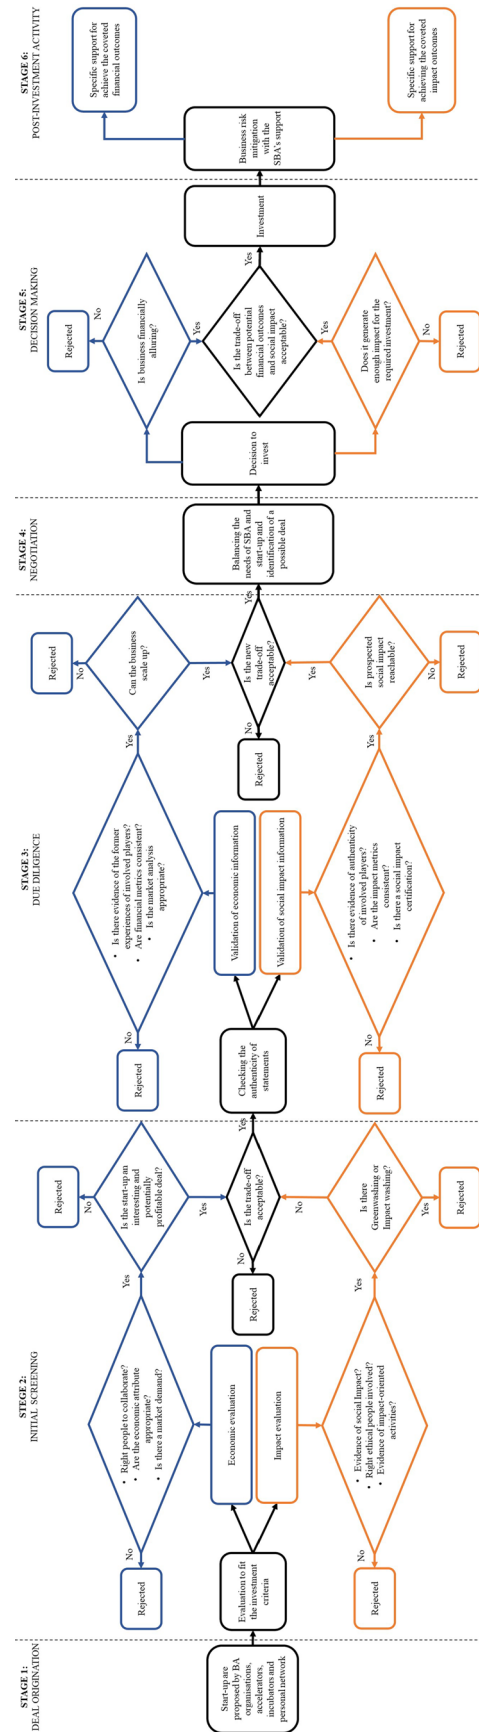 STAGE 1:
DEAL ORIGINATION
Start-up are
proposed by BA
organisations,
accelerators,
incubators and
personal network
STEGE 2:
INITIAL SCREENING
Evaluation to fit
the investment
criteria
Economic evaluation
Impact evaluation
• Right people to collaborate?
• Are the economic attribute
appropriate?
• Is there a market demand?
No
Rejected
Yes
Is the start-up an
interesting and
potentially
profitable deal?
No
Rejected
Yes
• Evidence of social Impact?
• Right ethical people involved?
• Evidence of impact-oriented
activities?
No
Rejected
Yes
Is there
Greenwashing or
Impact washing?
Yes
Rejected
No
Is the trade-off
acceptable?
No
Rejected
Yes
STAGE 3:
DUE DILIGENCE
Checking the
authenticity of
statements
Validation of economic information
Validation of social impact information
• Is there evidence of the former
experiences of involved players?
• Are financial metrics consistent?
• Is the market analysis
appropriate?
No
Rejected
Yes
Can the business
scale up?
No
Rejected
Yes
• Is there evidence of authenticity
of involved players?
• Are the impact metrics
consistent?
• Is there a social impact
certification?
No
Rejected
Yes
Is prospected
social impact
reachable?
No
Rejected
Yes
Is the new
trade-off
acceptable?
No
Rejected
Yes
STAGE 4:
NEGOTIATION
Balancing the
needs of SBA and
start-up and
identification of a
possible deal
STAGE 5:
DECISION MAKING
Decision to
invest
Is business financially
alluring?
No
Rejected
Yes
Does it generate
enough impact for the
required investment?
No
Rejected
Yes
Is the trade-off
between potential
financial outcomes
and social impact
acceptable?
Yes
Investment
STAGE 6:
POST-INVESTMENT ACTIVITY
Business risk
mitigation
with the
SBA's support
Specific support for
achieve the coveted
financial outcomes
Specific support for
achieving the coveted
impact outcomes